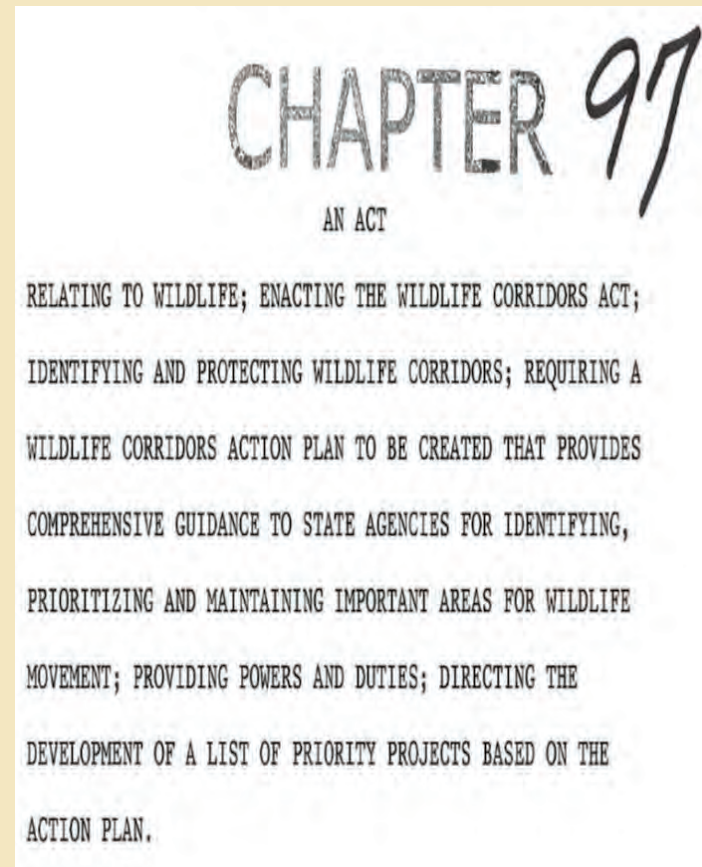 CHAPTER 97
AN ACT
RELATING TO WILDLIFE; ENACTING THE WILDLIFE CORRIDORS ACT;
IDENTIFYING AND PROTECTING WILDLIFE CORRIDORS; REQUIRING A
WILDLIFE CORRIDORS ACTION PLAN TO BE CREATED THAT PROVIDES
COMPREHENSIVE GUIDANCE TO STATE AGENCIES FOR IDENTIFYING,
PRIORITIZING AND MAINTAINING IMPORTANT AREAS FOR WILDLIFE
MOVEMENT; PROVIDING POWERS AND DUTIES; DIRECTING THE
DEVELOPMENT OF A LIST OF PRIORITY PROJECTS BASED ON THE
ACTION PLAN.